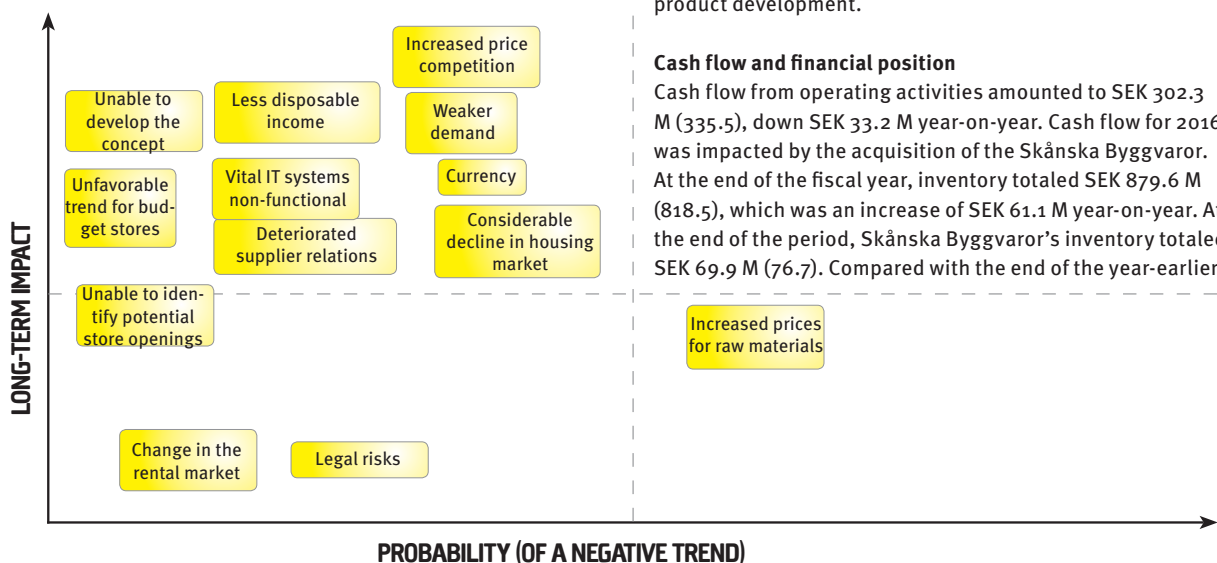 product development.
Cash flow and financial position
Cash flow from operating activities amounted to SEK 302.3
M (335.5), down SEK 33.2 M year-on-year. Cash flow for 2016
was impacted by the acquisition of the Skånska Byggvaror.
At the end of the fiscal year, inventory totaled SEK 879.6 M
(818.5), which was an increase of SEK 61.1 M year-on-year. At
the end of the period, Skånska Byggvaror's inventory totaled
SEK 69.9 M (76.7). Compared with the end of the year-earlier
LONG-TERM IMPACT
Increased price
competition
Unable to
develop the
concept
Less disposable
income
Weaker
demand
Unfavorable
trend for bud-
get stores
Vital IT systems
non-functional
Currency
Deteriorated
supplier relations
Considerable
decline in housing
market
Unable to iden-
tify potential
store openings
Increased prices
for raw materials
Change in the
rental market
Legal risks
PROBABILITY (OF A NEGATIVE TREND)